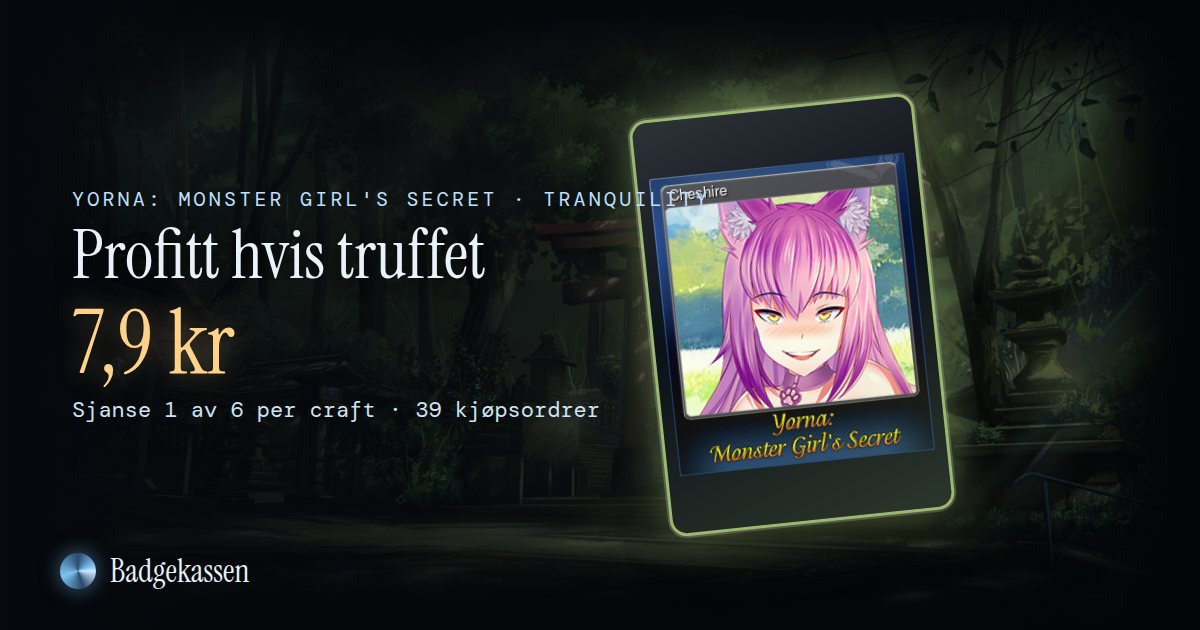 YORNA: MONSTER GIRL'S SECRET · TRANQUILITY
Profitt hvis truffet
7,9 kr
Sjanse 1 av 6 per craft · 39 kjøpsordrer
Cheshire
Yorna:
Monster Girl's Secret
Badgekassen